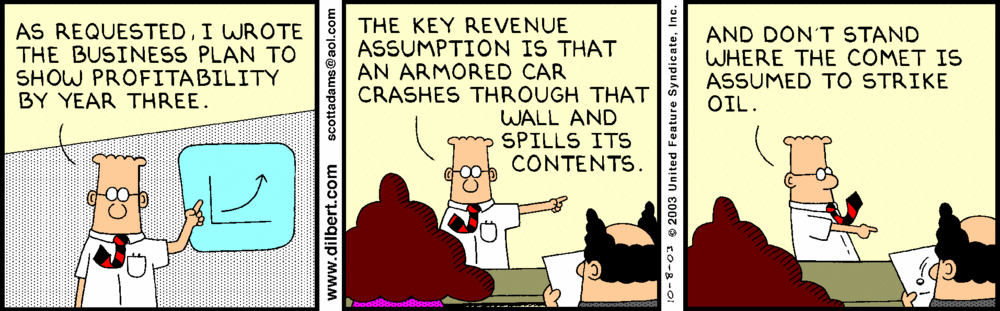 AS REQUESTED, I WROTE
THE BUSINESS PLAN TO
SHOW PROFITABILITY
BY YEAR THREE.
www.dilbert.com
scottadams@aol.com
THE KEY REVENUE
ASSUMPTION IS THAT
AN ARMORED CAR
CRASHES THROUGH THAT
WALL AND
SPILLS ITS
CONTENTS.
10-8-03
© 2003 United Feature Syndicate, Inc.
AND DON'T STAND
WHERE THE COMET IS
ASSUMED TO STRIKE
OIL.